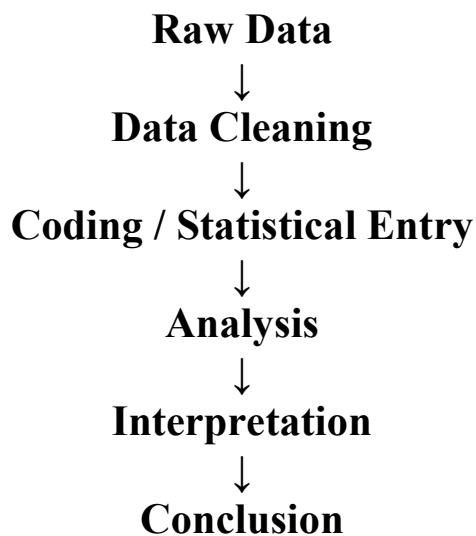 Raw Data
↓
Data Cleaning
↓
Coding / Statistical Entry
↓
Analysis
↓
Interpretation
↓
Conclusion